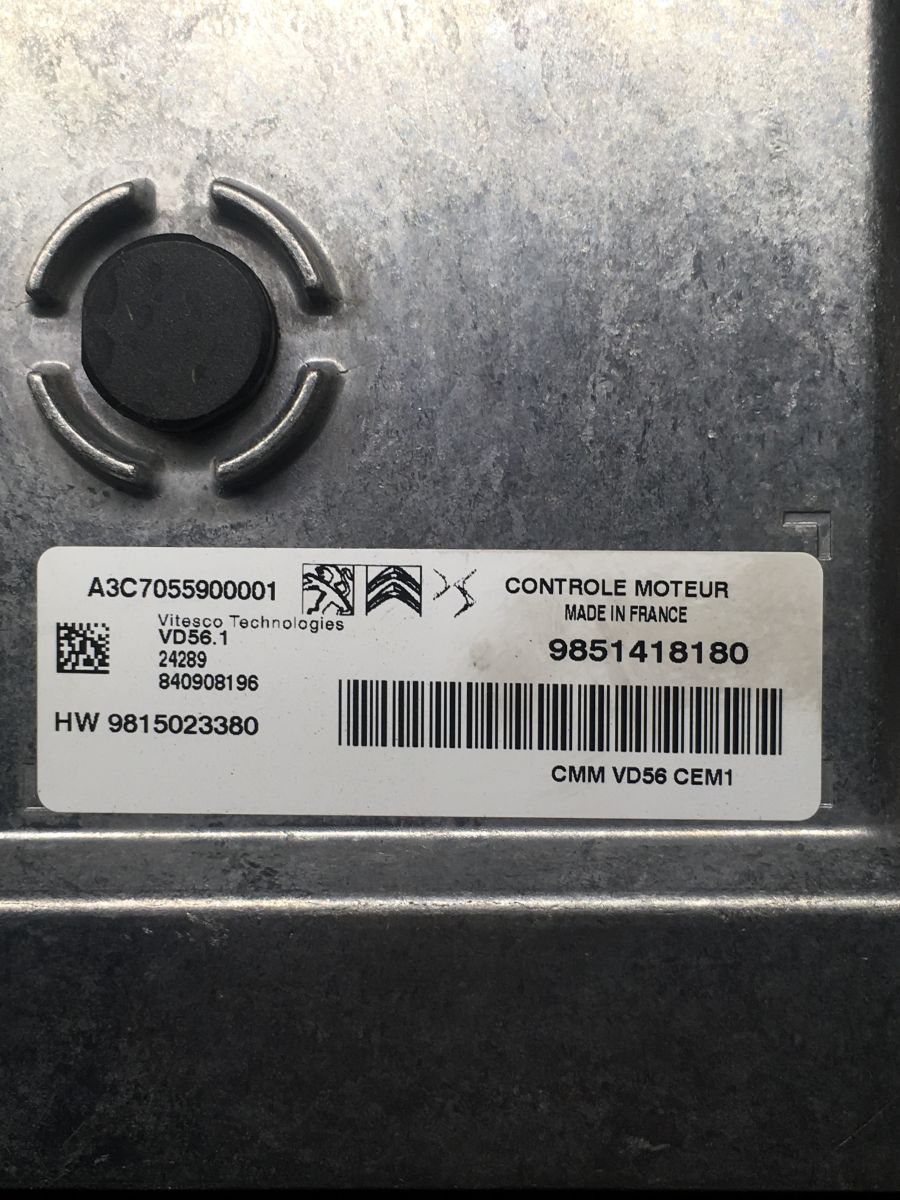 A3C7055900001
Vitesco Technologies
VD56.1
24289
840908196
HW 9815023380
CONTROLE MOTEUR
MADE IN FRANCE
9851418180
CMM VD56 CEM1